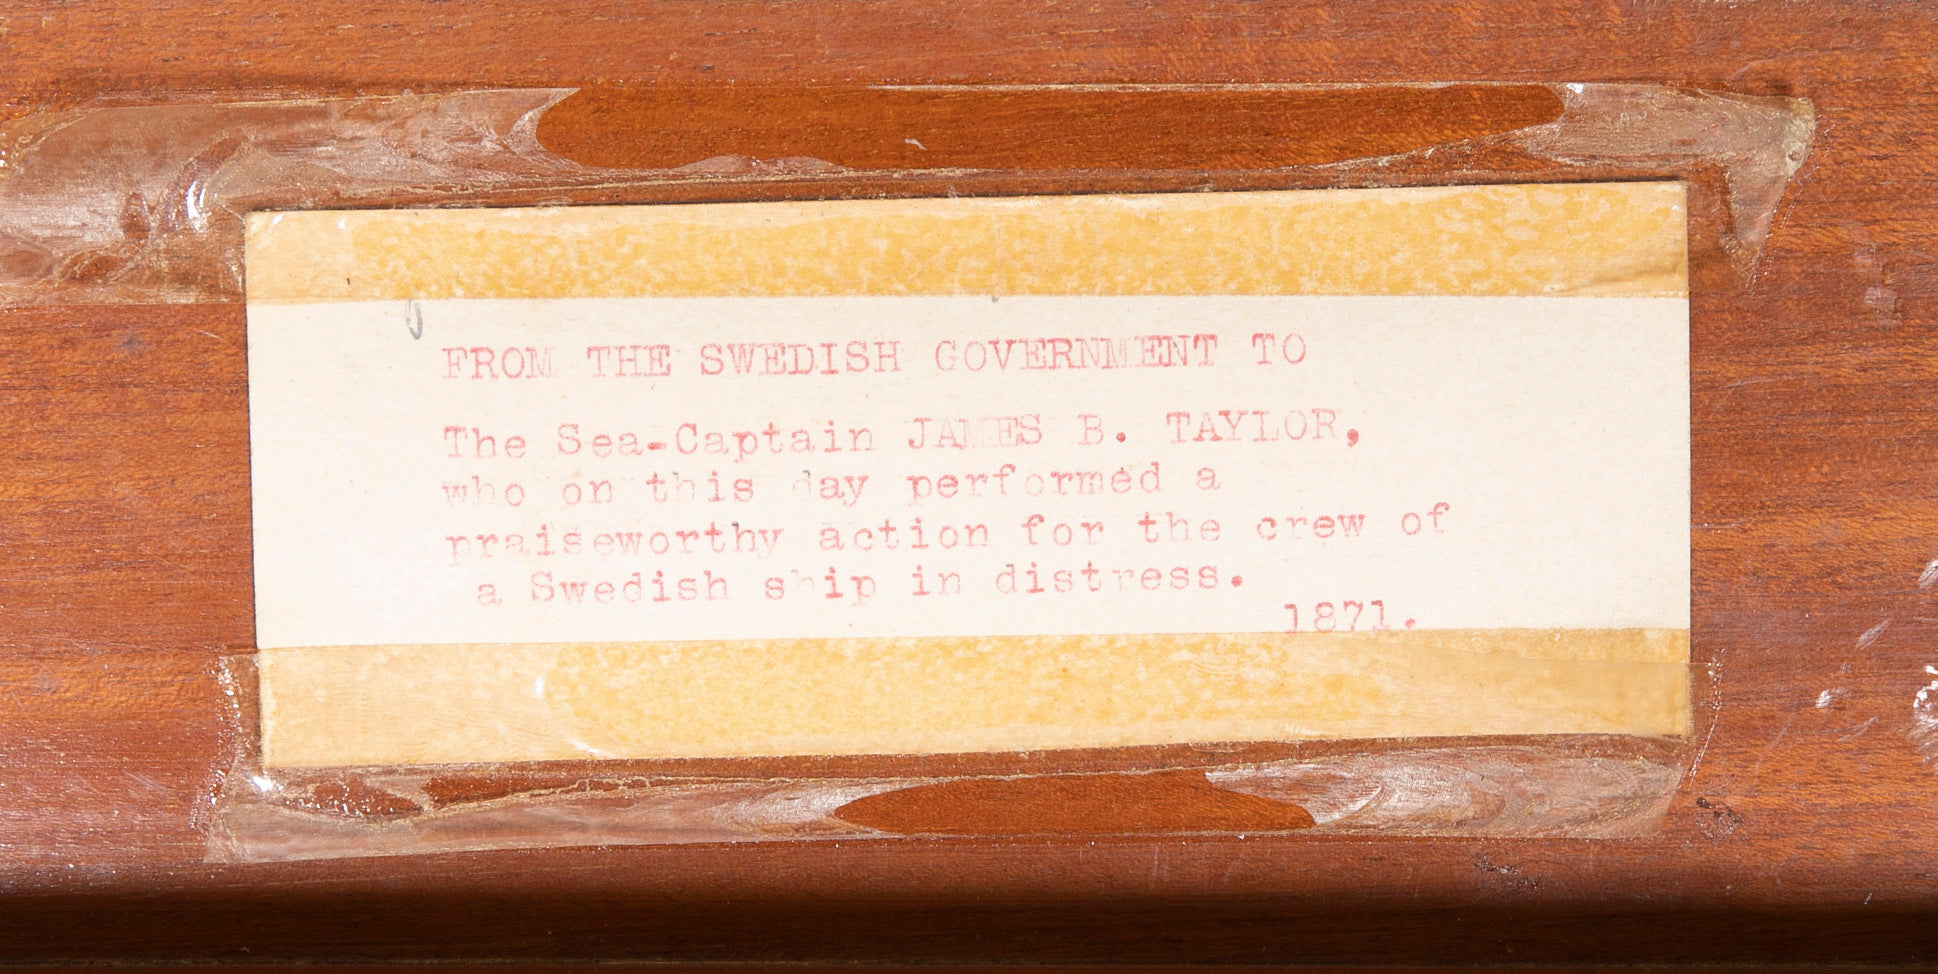 FROM THE SWEDISH GOVERNMENT TO
The Sea-Captain JAMES B. TAYLOR,
who on this day performed a
praiseworthy action for the crew of
a Swedish ship in distress.
1871.